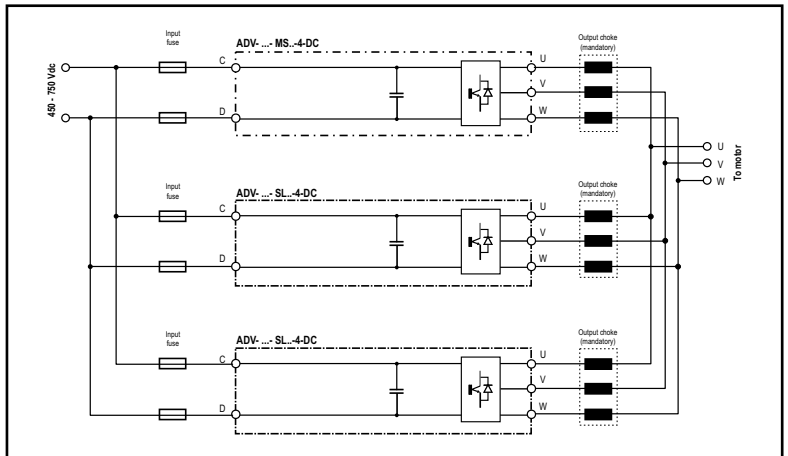 450 - 750 Vdc
Input
fuse
ADV- ...- MS..-4-DC
Output choke
(mandatory)
C
D
U
V
W
U
V
W
To motor
Input
fuse
ADV- ...- SL..-4-DC
Output choke
(mandatory)
C
D
U
V
W
Input
fuse
ADV- ...- SL..-4-DC
Output choke
(mandatory)
C
D
U
V
W